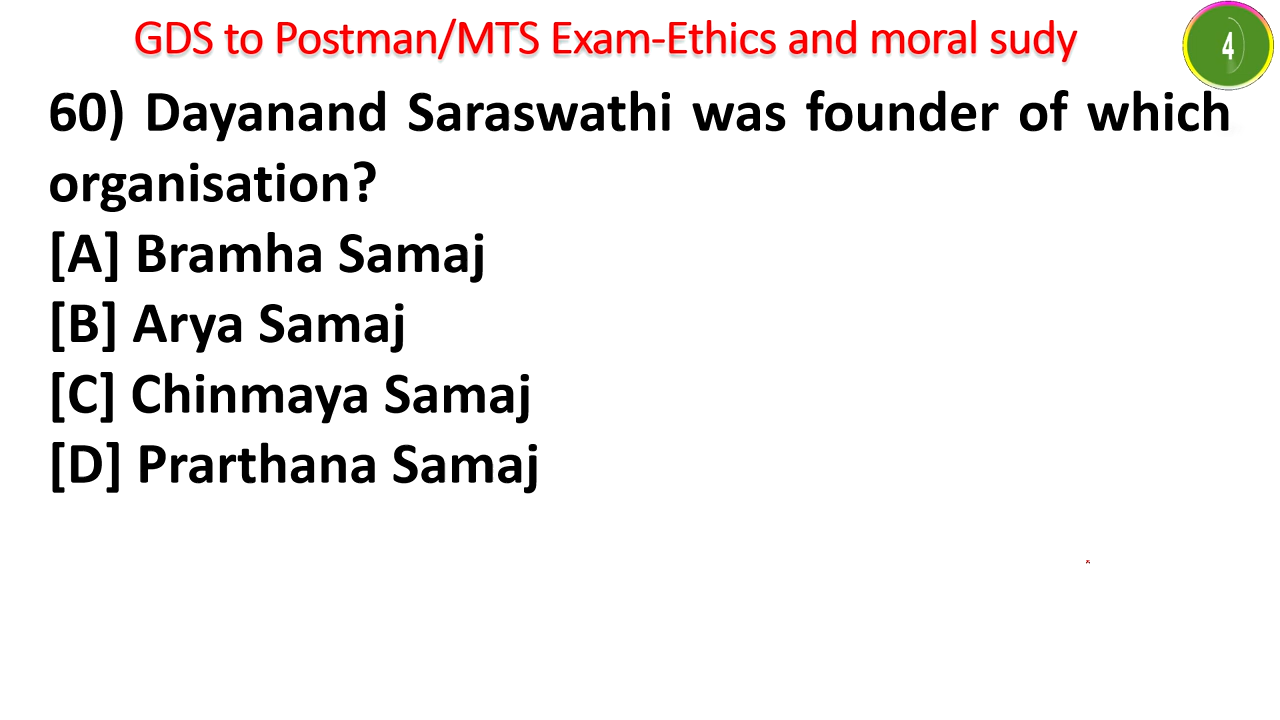 GDS to Postman/MTS Exam-Ethics and moral sudy
4
60) Dayanand Saraswathi was founder of which
organisation?
[A] Bramha Samaj
[B] Arya Samaj
[C] Chinmaya Samaj
[D] Prarthana Samaj